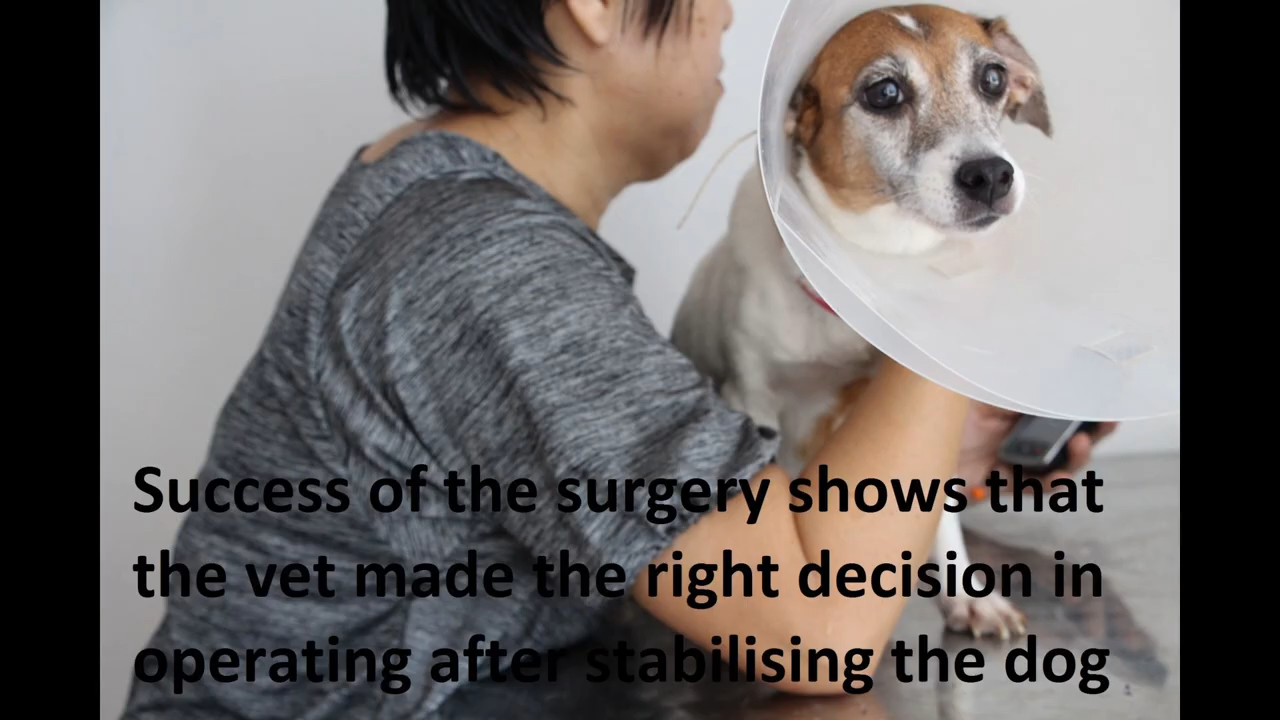 Success of the surgery shows that
the vet made the right decision in
operating after stabilising the dog